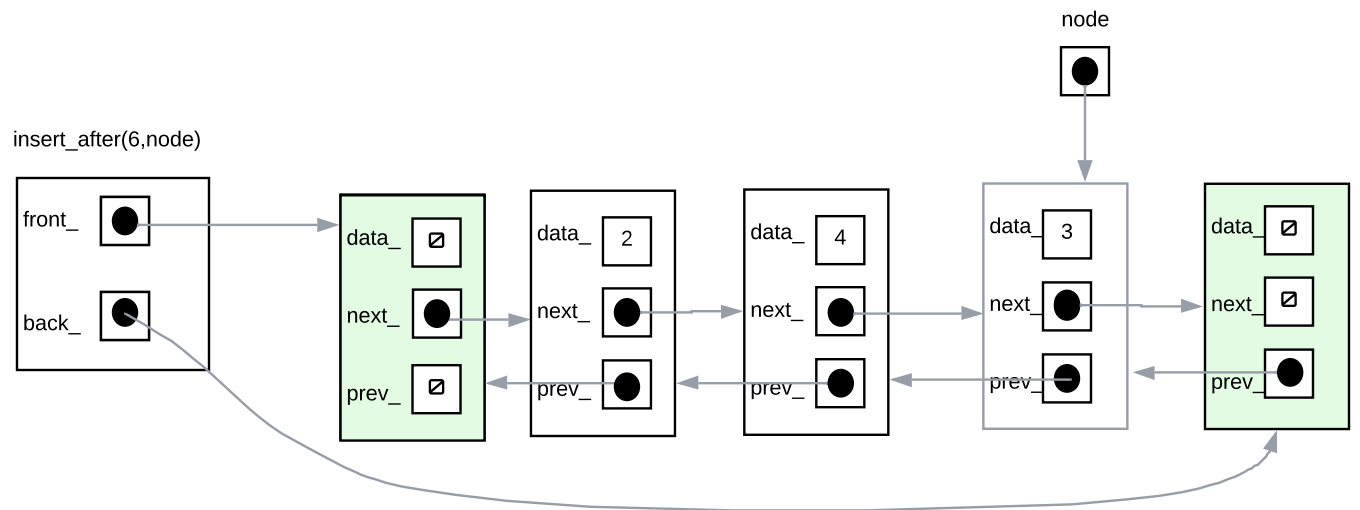 node
insert_after(6,node)
front_
back_
data_
next_
prev_
data_ 2
next_
prev_
data_ 4
next_
prev_
data_ 3
next_
prev_
data_
next_
prev_